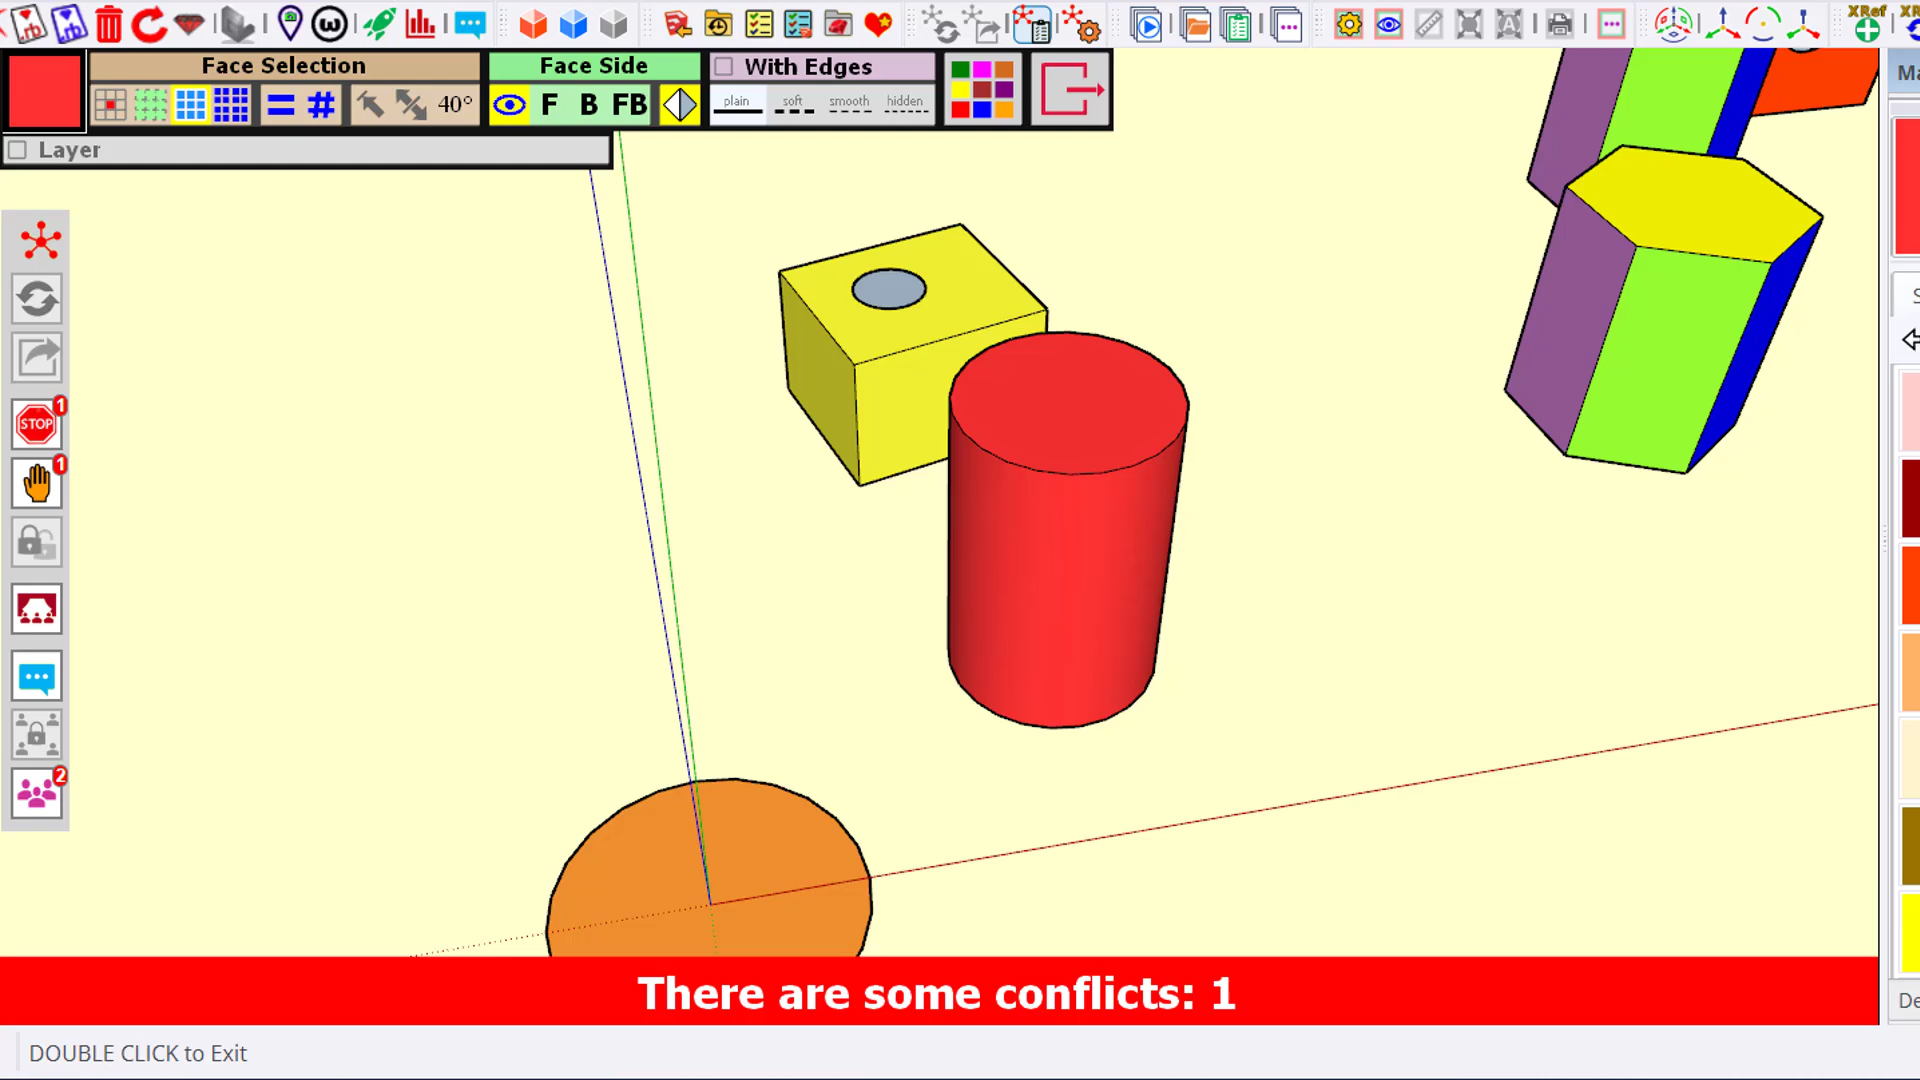 XRef
XR
Face Selection
Face Side
With Edges
Ma
40°
F B FB
plain soft smooth hidden
Layer
S
STOP
1
1
2
De
There are some conflicts: 1
DOUBLE CLICK to Exit